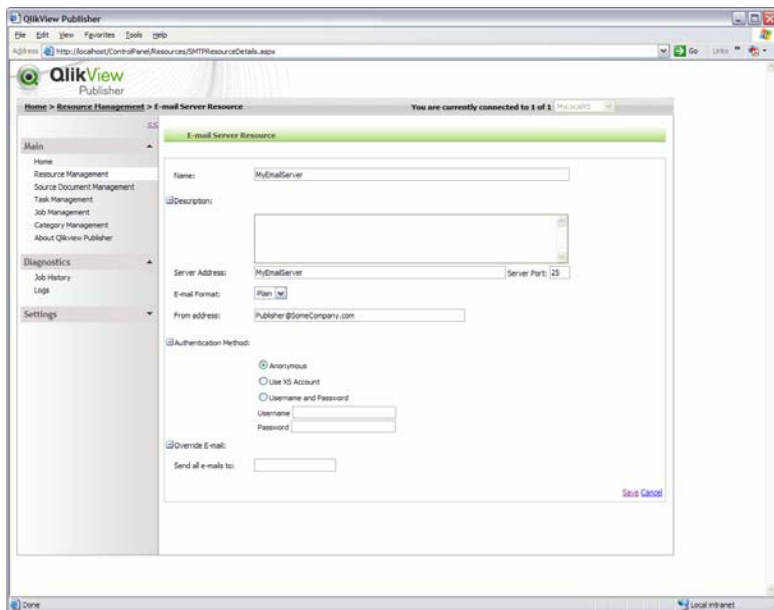 QlikView Publisher
File Edit View Favorites Tools Help
Address http://localhost/ControlPanel/Resources/SMTPResourceDetails.aspx Go Links »
QlikView
Publisher
Home > Resource Management > E-mail Server Resource You are currently connected to 1 of 1 MyLocalXS
<<
E-mail Server Resource
Main
Home
Resource Management
Source Document Management
Task Management
Job Management
Category Management
About Qlikview Publisher
Diagnostics
Job History
Logs
Settings
Name: MyEmailServer
Description:
Server Address: MyEmailServer Server Port: 25
E-mail Format: Plain
From address: Publisher@SomeCompany.com
Authentication Method:
Anonymous
Use XS Account
Username and Password
Username
Password
Override E-mail:
Send all e-mails to:
Save Cancel
Done Local intranet